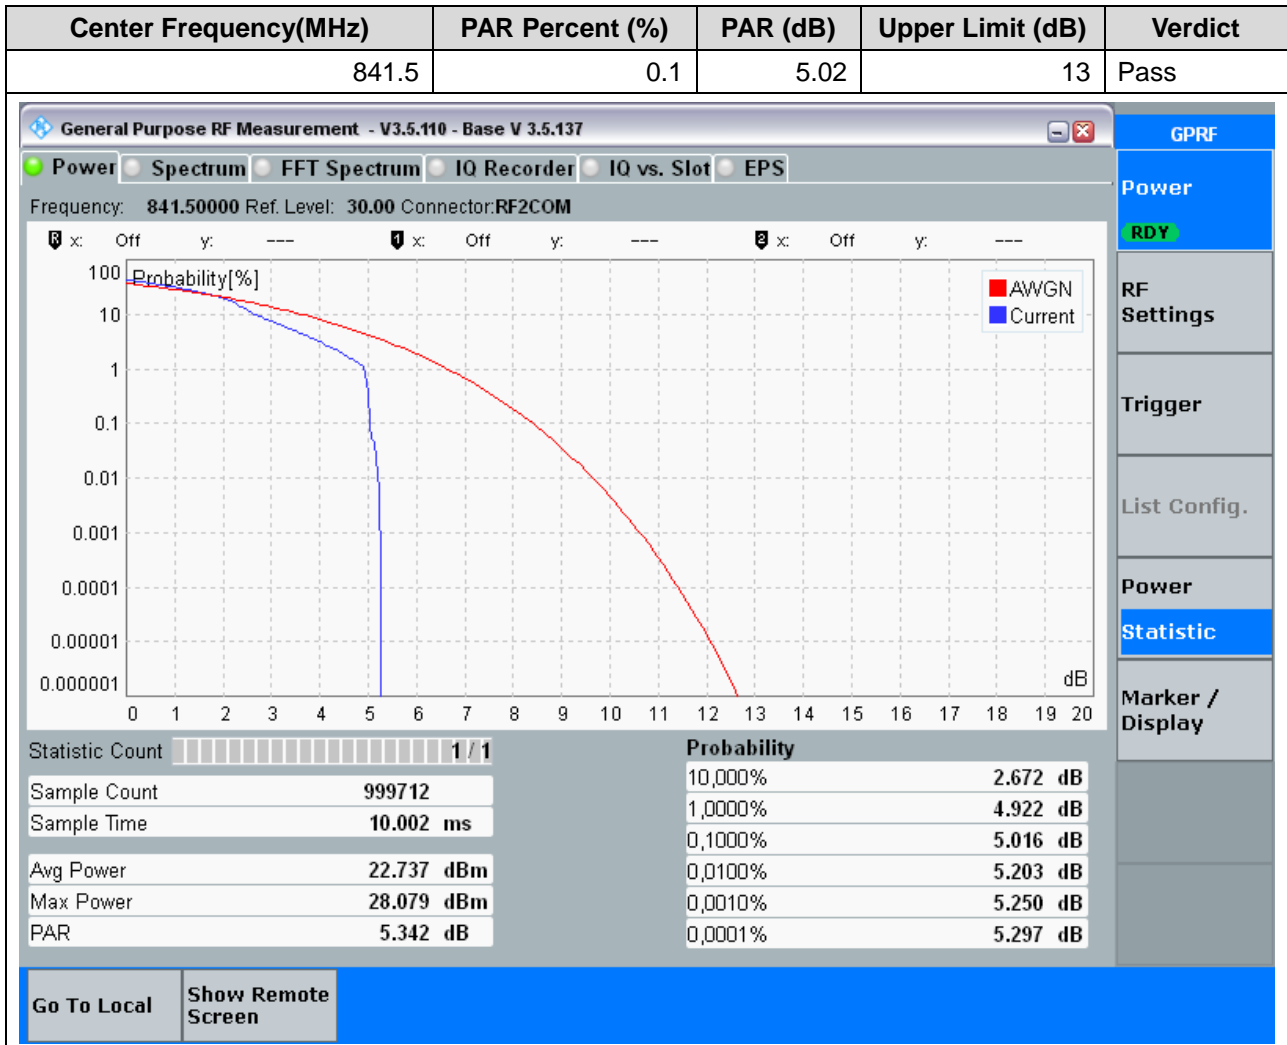 Center Frequency(MHz) PAR Percent (%) PAR (dB) Upper Limit (dB) Verdict
841.5 0.1 5.02 13 Pass
General Purpose RF Measurement - V3.5.110 - Base V 3.5.137
GPRF
Power Spectrum FFT Spectrum IQ Recorder IQ vs. Slot EPS
Power
RDY
Frequency: 841.50000 Ref. Level: 30.00 Connector:RF2COM
R x: Off y: --- 1 x: Off y: --- 2 x: Off y: ---
Probability[%]
AWGN
Current
100
10
1
0.1
0.01
0.001
0.0001
0.00001
0.000001
dB
0 1 2 3 4 5 6 7 8 9 10 11 12 13 14 15 16 17 18 19 20
RF
Settings
Trigger
List Config.
Power
Statistic
Marker /
Display
Statistic Count 1 / 1
Sample Count 999712
Sample Time 10.002 ms
Avg Power 22.737 dBm
Max Power 28.079 dBm
PAR 5.342 dB
Probability
10,000% 2.672 dB
1,0000% 4.922 dB
0,1000% 5.016 dB
0,0100% 5.203 dB
0,0010% 5.250 dB
0,0001% 5.297 dB
Go To Local
Show Remote
Screen